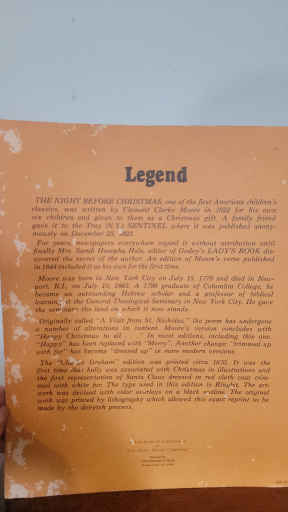 Legend
THE NIGHT BEFORE CHRISTMAS, one of the first American children's
classics, was written by Clement Clarke Moore in 1822 for his own
six children and given to them as a Christmas gift. A family friend
gave it to the Troy (N.Y.) SENTINEL where it was published anony-
mously on December 23, 1823.
For years, newspapers everywhere copied it without attribution until
finally Mrs. Sarah Josepha Hale, editor of Godey's LADY'S BOOK dis-
covered the secret of the author. An edition of Moore's verse published
in 1844 included it as his own for the first time.
Moore was born in New York City on July 15, 1779 and died in New-
port, R.I., on July 10, 1863. A 1798 graduate of Columbia College, he
became an outstanding Hebrew scholar and a professor of biblical
learning at the General Theological Seminary in New York City. He gave
the seminary the land on which it now stands.
Originally called "A Visit from St. Nicholas," the poem has undergone
a number of alterations in context. Moore's version concludes with
"Happy Christmas to all . . ." In most editions, including this one,
"Happy" has been replaced with "Merry". Another change: "trimmed up
with fur" has become "dressed up" in more modern versions.
The Graham" edition was printed circa 1870. It was the
first time that holly was associated with Christmas in illustrations and
the first representation of Santa Claus dressed in red cloth coat trim-
med with white fur. The type used in this edition is Ringlet. The art-
work was devised with color overlays on a black outline. The original
work was printed by lithography which allowed this exact reprint to be
made by the deeptch process.